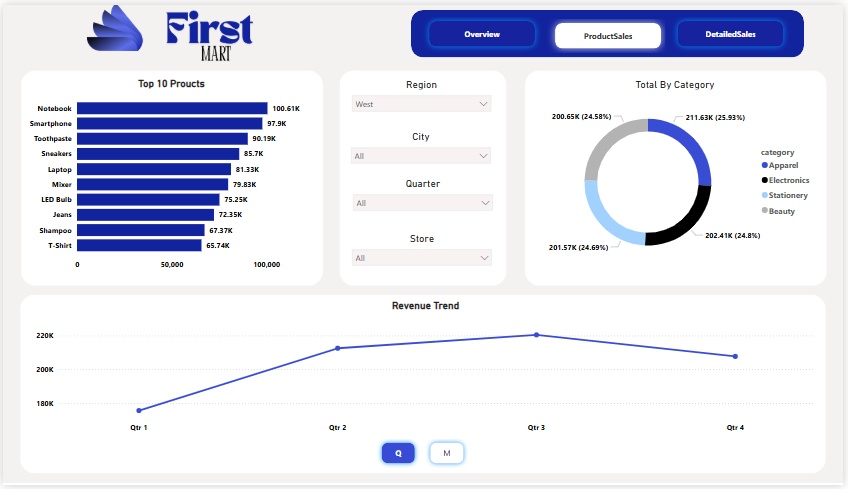 First
MART
Overview
ProductSales
DetailedSales
Top 10 Proucts
Notebook 100.61K
Smartphone 97.9K
Toothpaste 90.19K
Sneakers 85.7K
Laptop 81.33K
Mixer 79.83K
LED Bulb 75.25K
Jeans 72.35K
Shampoo 67.37K
T-Shirt 65.74K
0 50,000 100,000
Region
West
City
All
Quarter
All
Store
All
Total By Category
200.65K (24.58%)
211.63K (25.93%)
201.57K (24.69%)
202.41K (24.8%)
category
Apparel
Electronics
Stationery
Beauty
Revenue Trend
220K
200K
180K
Qtr 1 Qtr 2 Qtr 3 Qtr 4
Q
M